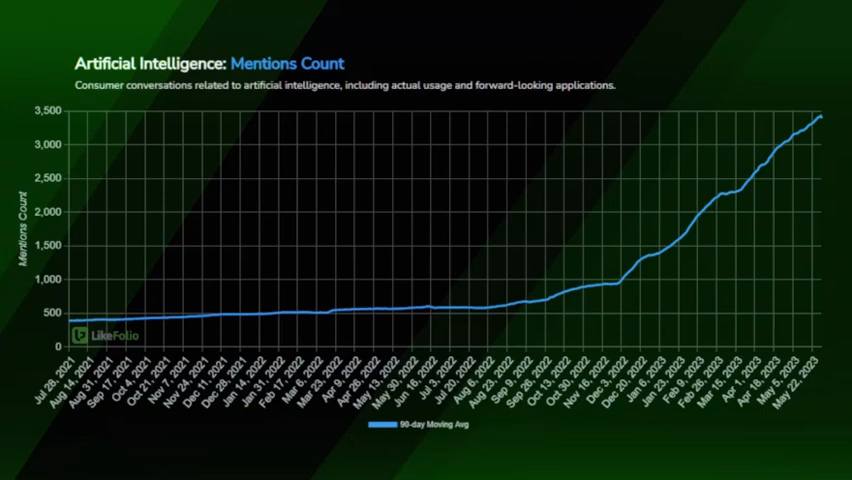 Artificial Intelligence: Mentions Count
Consumer conversations related to artificial intelligence, including actual usage and forward-looking applications.
3,500
3,000
2,500
2,000
1,500
1,000
500
0
Mentions Count
LikeFolio
Jul 28, 2021
Aug 14, 2021
Aug 31, 2021
Sep 17, 2021
Oct 4, 2021
Oct 21, 2021
Nov 7, 2021
Nov 24, 2021
Dec 11, 2021
Dec 28, 2021
Jan 14, 2022
Jan 31, 2022
Feb 17, 2022
Mar 6, 2022
Mar 23, 2022
Apr 9, 2022
Apr 26, 2022
May 13, 2022
May 30, 2022
Jun 16, 2022
Jul 3, 2022
Jul 20, 2022
Aug 6, 2022
Aug 23, 2022
Sep 9, 2022
Sep 26, 2022
Oct 13, 2022
Oct 30, 2022
Nov 16, 2022
Dec 3, 2022
Dec 20, 2022
Jan 6, 2023
Jan 23, 2023
Feb 9, 2023
Feb 26, 2023
Mar 15, 2023
Apr 1, 2023
Apr 18, 2023
May 5, 2023
May 22, 2023
90-day Moving Avg